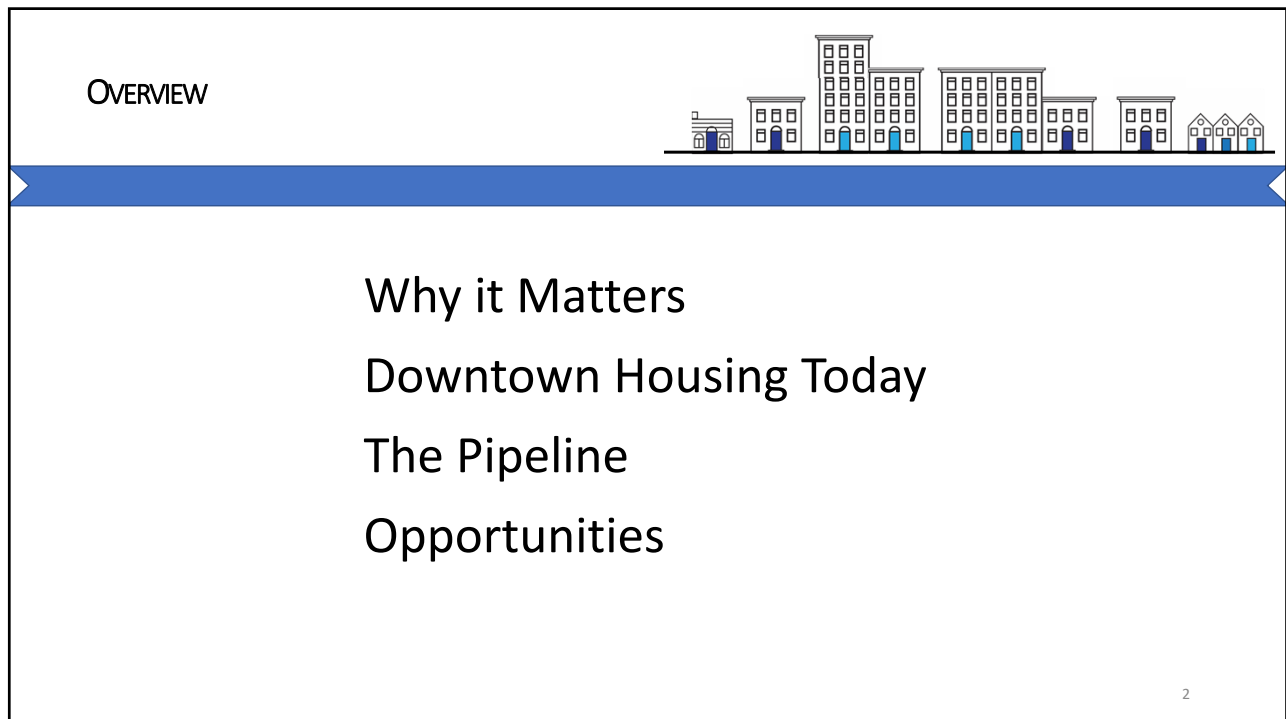 OVERVIEW
Why it Matters
Downtown Housing Today
The Pipeline
Opportunities
2